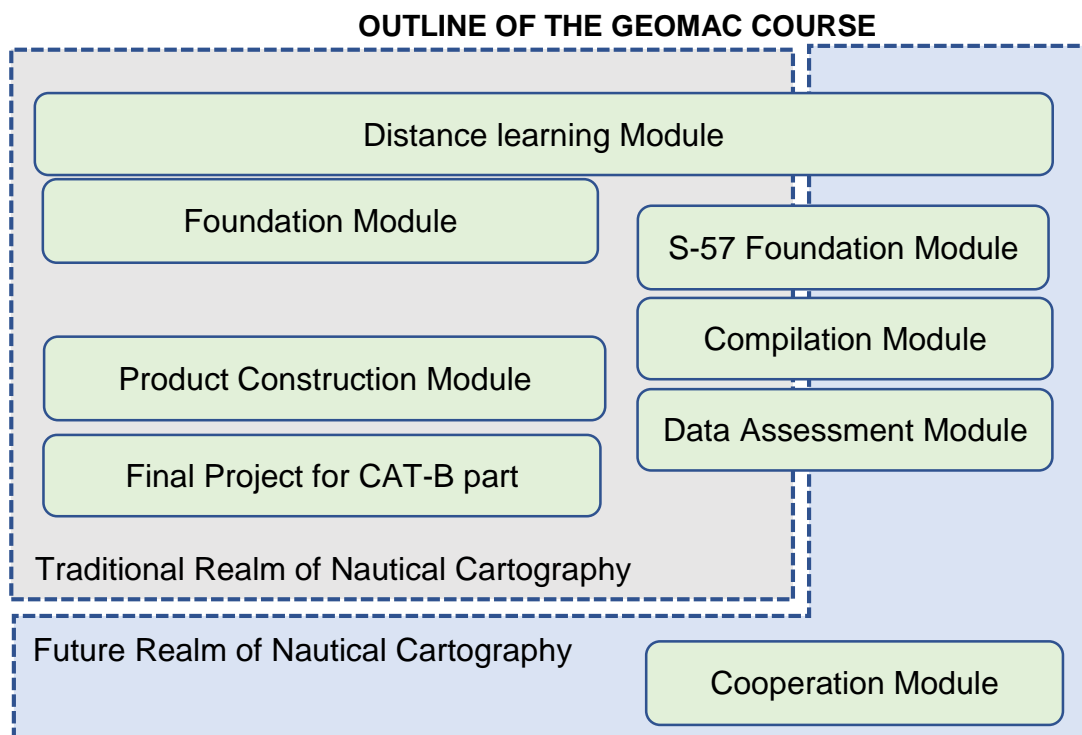 OUTLINE OF THE GEOMAC COURSE
Distance learning Module
Foundation Module
S-57 Foundation Module
Compilation Module
Product Construction Module
Data Assessment Module
Final Project for CAT-B part
Traditional Realm of Nautical Cartography
Future Realm of Nautical Cartography
Cooperation Module